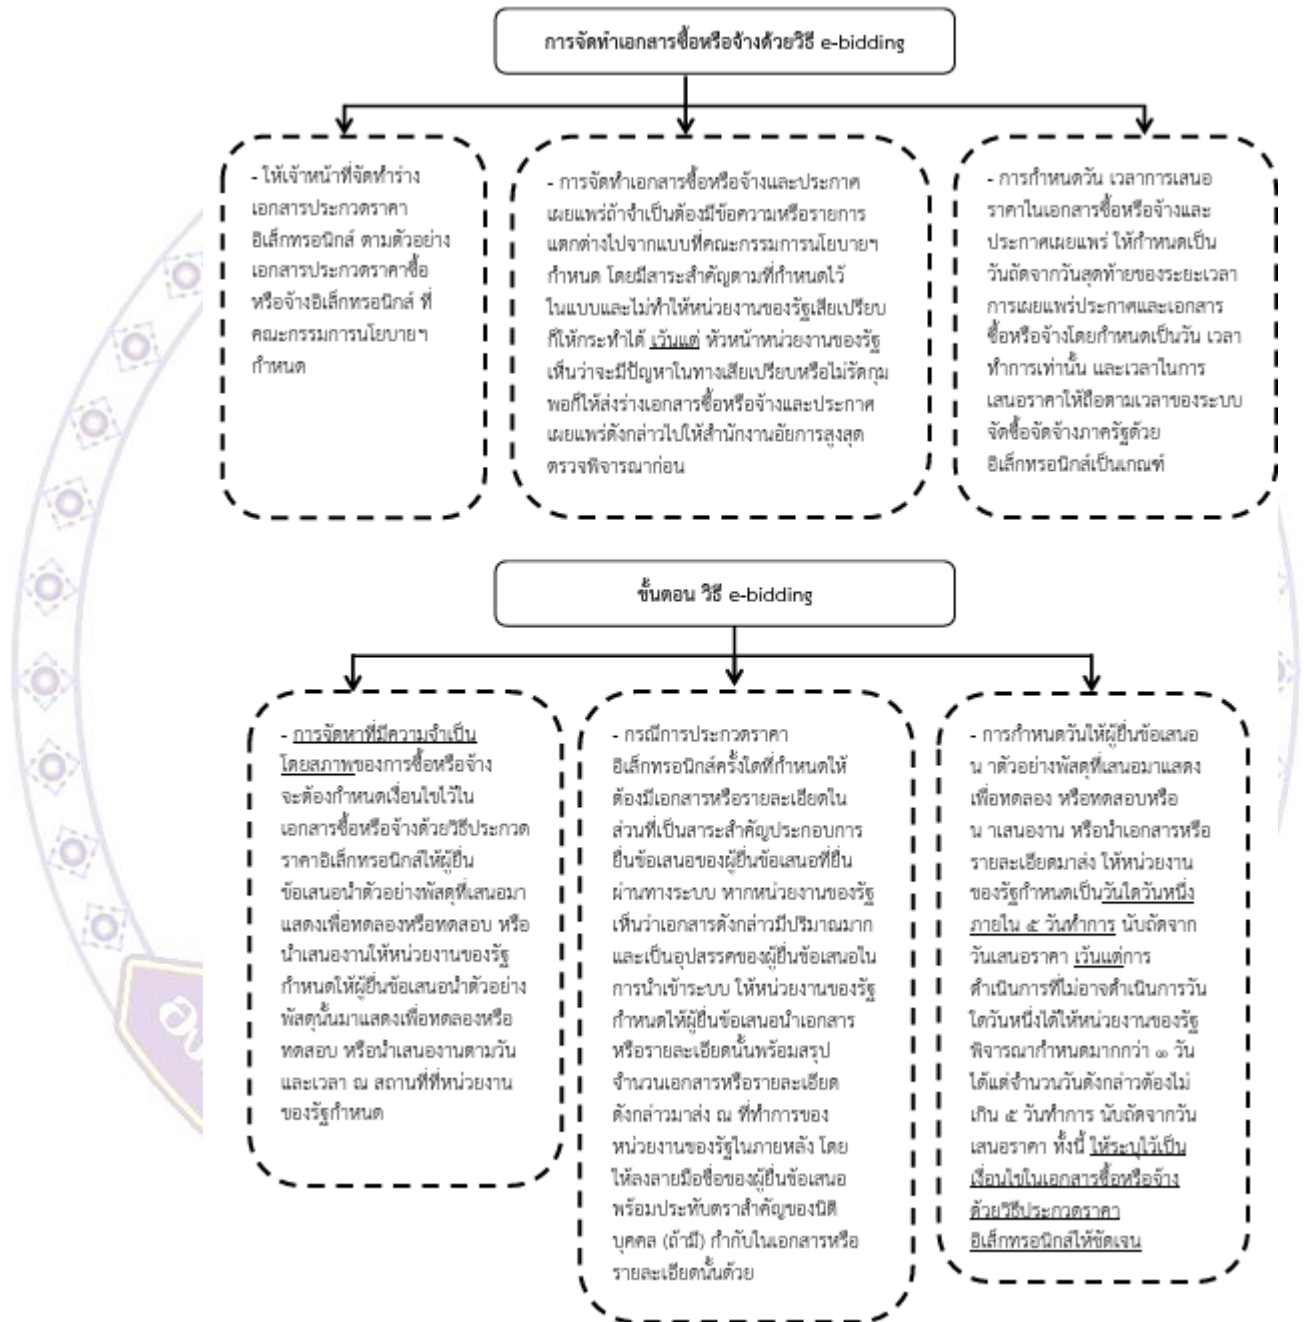 การจัดทำเอกสารซื้อหรือจ้างด้วยวิธี e-bidding
- ให้เจ้าหน้าที่จัดทำร่าง
เอกสารประกวดราคา
อิเล็กทรอนิกส์ ตามตัวอย่าง
เอกสารประกวดราคาซื้อ
หรือจ้างอิเล็กทรอนิกส์ ที่
คณะกรรมการนโยบายฯ
กำหนด
- การจัดทำเอกสารซื้อหรือจ้างและประกาศ
เผยแพร่ถ้าจำเป็นต้องมีข้อความหรือรายการ
แตกต่างไปจากแบบที่คณะกรรมการนโยบายฯ
กำหนด โดยมีสาระสำคัญตามที่กำหนดไว้
ในแบบและไม่ทำให้หน่วยงานของรัฐเสียเปรียบ
ก็ให้กระทำได้ เว้นแต่ หัวหน้าหน่วยงานของรัฐ
เห็นว่าจะมีปัญหาในทางเสียเปรียบหรือไม่รัดกุม
พอก็ให้ส่งร่างเอกสารซื้อหรือจ้างและประกาศ
เผยแพร่ดังกล่าวไปให้สำนักงานอัยการสูงสุด
ตรวจพิจารณาก่อน
- การกำหนดวัน เวลาการเสนอ
ราคาในเอกสารซื้อหรือจ้างและ
ประกาศเผยแพร่ ให้กำหนดเป็น
วันถัดจากวันสุดท้ายของระยะเวลา
การเผยแพร่ประกาศและเอกสาร
ซื้อหรือจ้างโดยกำหนดเป็นวัน เวลา
ทำการเท่านั้น และเวลาในการ
เสนอราคาให้ถือตามเวลาของระบบ
จัดซื้อจัดจ้างภาครัฐด้วย
อิเล็กทรอนิกส์เป็นเกณฑ์
ขั้นตอน วิธี e-bidding
- การจัดหาที่มีความจำเป็น
โดยสภาพของการซื้อหรือจ้าง
จะต้องกำหนดเงื่อนไขไว้ใน
เอกสารซื้อหรือจ้างด้วยวิธีประกวด
ราคาอิเล็กทรอนิกส์ให้ผู้ยื่น
ข้อเสนอนำตัวอย่างพัสดุที่เสนอมา
แสดงเพื่อทดลองหรือทดสอบ หรือ
นำเสนองานให้หน่วยงานของรัฐ
กำหนดให้ผู้ยื่นข้อเสนอนำตัวอย่าง
พัสดุนั้นมาแสดงเพื่อทดลองหรือ
ทดสอบ หรือนำเสนองานตามวัน
และเวลา ณ สถานที่ที่หน่วยงาน
ของรัฐกำหนด
- กรณีการประกวดราคา
อิเล็กทรอนิกส์ครั้งใดที่กำหนดให้
ต้องมีเอกสารหรือรายละเอียดใน
ส่วนที่เป็นสาระสำคัญประกอบการ
ยื่นข้อเสนอของผู้ยื่นข้อเสนอที่ยื่น
ผ่านทางระบบ หากหน่วยงานของรัฐ
เห็นว่าเอกสารดังกล่าวมีปริมาณมาก
และเป็นอุปสรรคของผู้ยื่นข้อเสนอใน
การนำเข้าระบบ ให้หน่วยงานของรัฐ
กำหนดให้ผู้ยื่นข้อเสนอนำเอกสาร
หรือรายละเอียดนั้นพร้อมสรุป
จำนวนเอกสารหรือรายละเอียด
ดังกล่าวมาส่ง ณ ที่ทำการของ
หน่วยงานของรัฐในภายหลัง โดย
ให้ลงลายมือชื่อของผู้ยื่นข้อเสนอ
พร้อมประทับตราสำคัญของนิติ
บุคคล (ถ้ามี) กำกับในเอกสารหรือ
รายละเอียดนั้นด้วย
- การกำหนดวันให้ผู้ยื่นข้อเสนอ
น าตัวอย่างพัสดุที่เสนอมาแสดง
เพื่อทดลอง หรือทดสอบหรือ
น าเสนองาน หรือนำเอกสารหรือ
รายละเอียดมาส่ง ให้หน่วยงาน
ของรัฐกำหนดเป็นวันใดวันหนึ่ง
ภายใน ๕ วันทำการ นับถัดจาก
วันเสนอราคา เว้นแต่การ
ดำเนินการที่ไม่อาจดำเนินการวัน
ใดวันหนึ่งได้ให้หน่วยงานของรัฐ
พิจารณากำหนดมากกว่า ๑ วัน
ได้แต่จำนวนวันดังกล่าวต้องไม่
เกิน ๕ วันทำการ นับถัดจากวัน
เสนอราคา ทั้งนี้ ให้ระบุไว้เป็น
เงื่อนไขในเอกสารซื้อหรือจ้าง
ด้วยวิธีประกวดราคา
อิเล็กทรอนิกส์ให้ชัดเจน